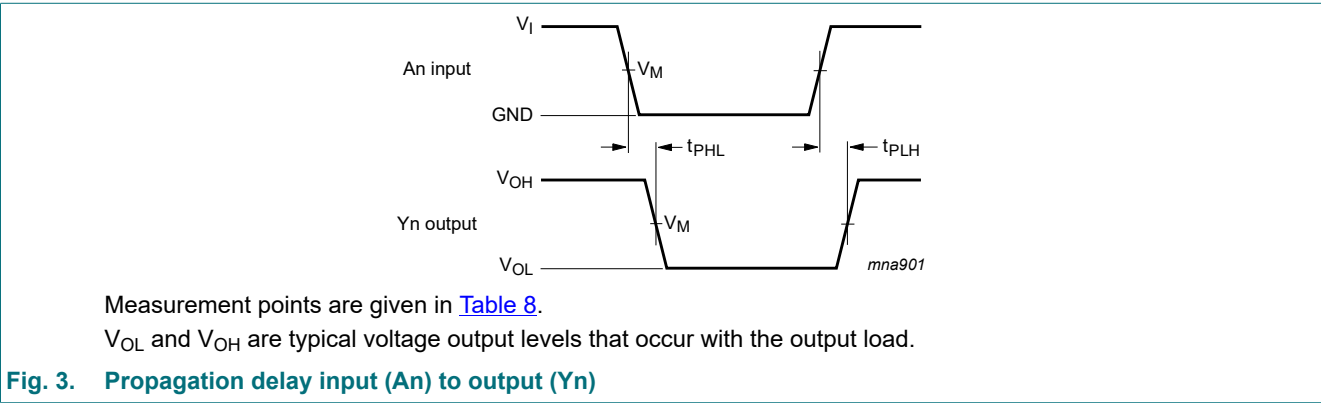 V_I
An input
V_M
GND
t_PHL
t_PLH
V_OH
Yn output
V_M
V_OL
mna901
Measurement points are given in Table 8.
V_OL and V_OH are typical voltage output levels that occur with the output load.
Fig. 3. Propagation delay input (An) to output (Yn)